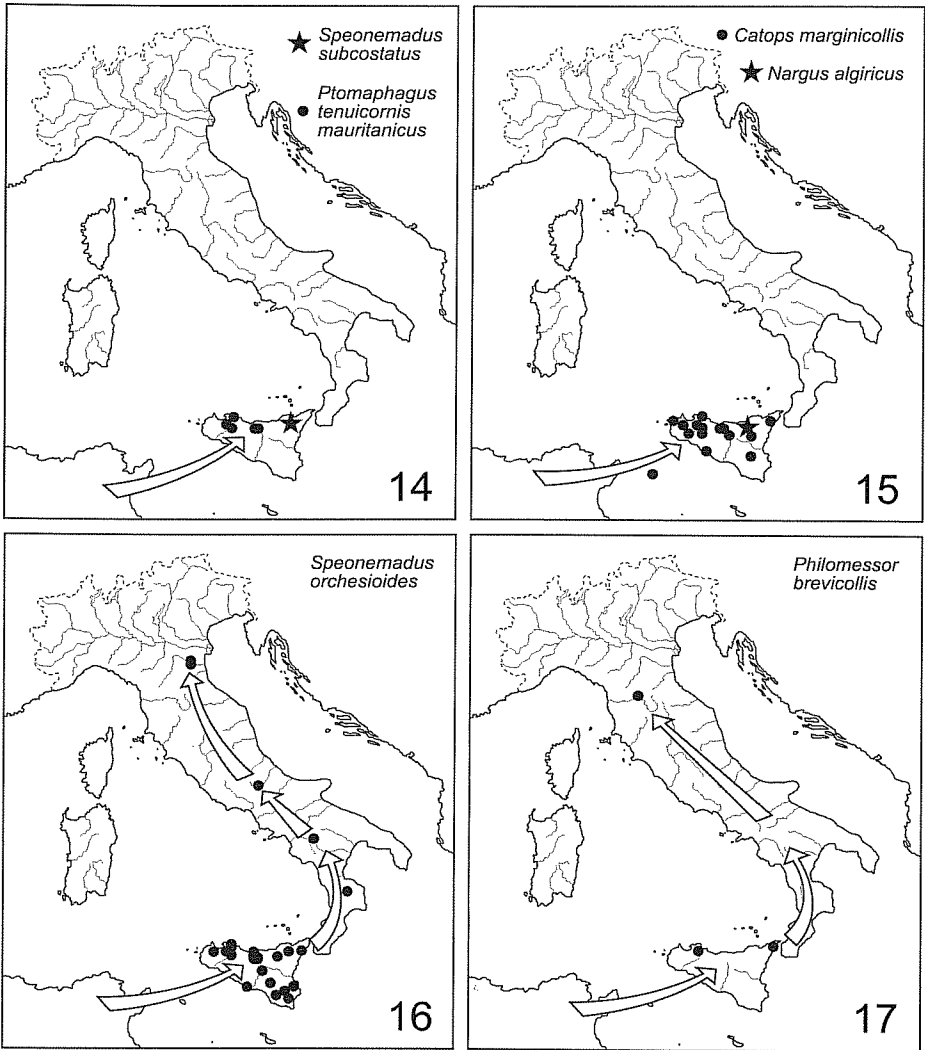 Speonemadus
subcostatus
Ptomaphagus
tenuicornis
mauritanicus
14
Catops marginicollis
Nargus algiricus
15
Speonemadus
orchesioides
16
Philomessor
brevicollis
17